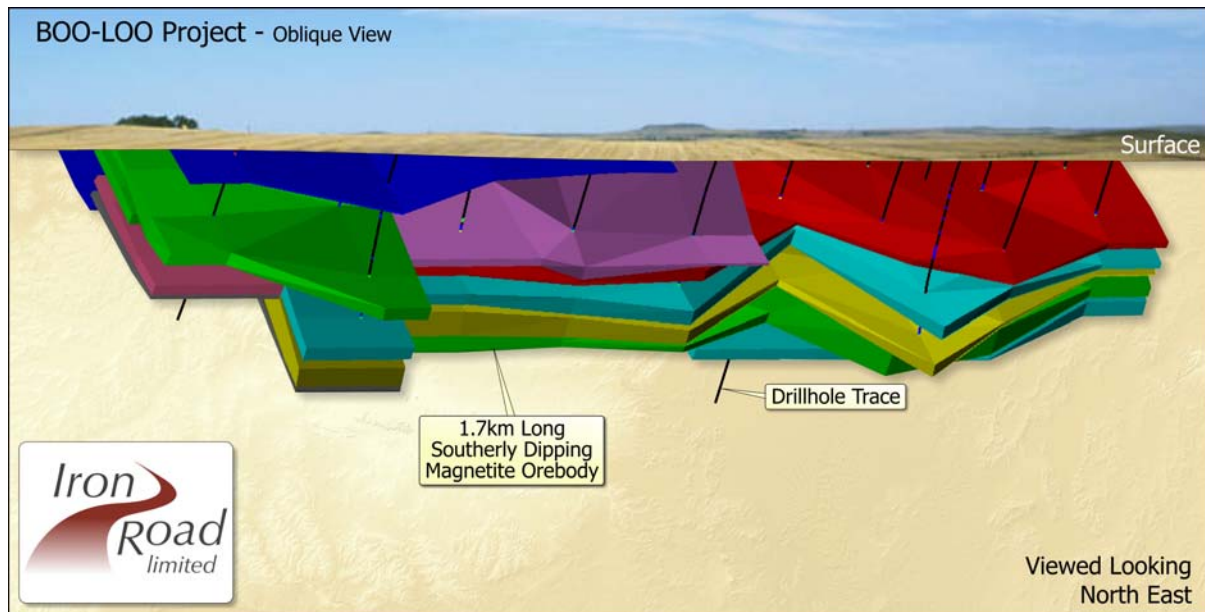 BOO-LOO Project - Oblique View
Surface
Drillhole Trace
1.7km Long
Southerly Dipping
Magnetite Orebody
Iron
Road
limited
Viewed Looking
North East